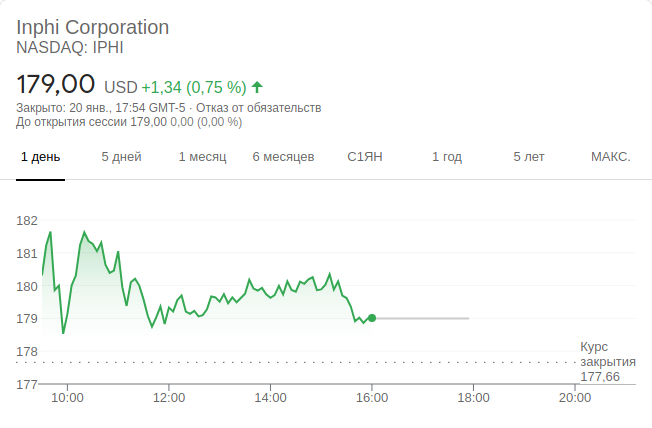 Inphi Corporation
NASDAQ: IPHI
179,00 USD +1,34 (0,75 %)
Закрыто: 20 янв., 17:54 GMT-5 · Отказ от обязательств
До открытия сессии 179,00 0,00 (0,00 %)
1 день 5 дней 1 месяц 6 месяцев С1ЯН 1 год 5 лет МАКС.
182
181
180
179
178
Курс
закрытия
177,66
177
10:00 12:00 14:00 16:00 18:00 20:00